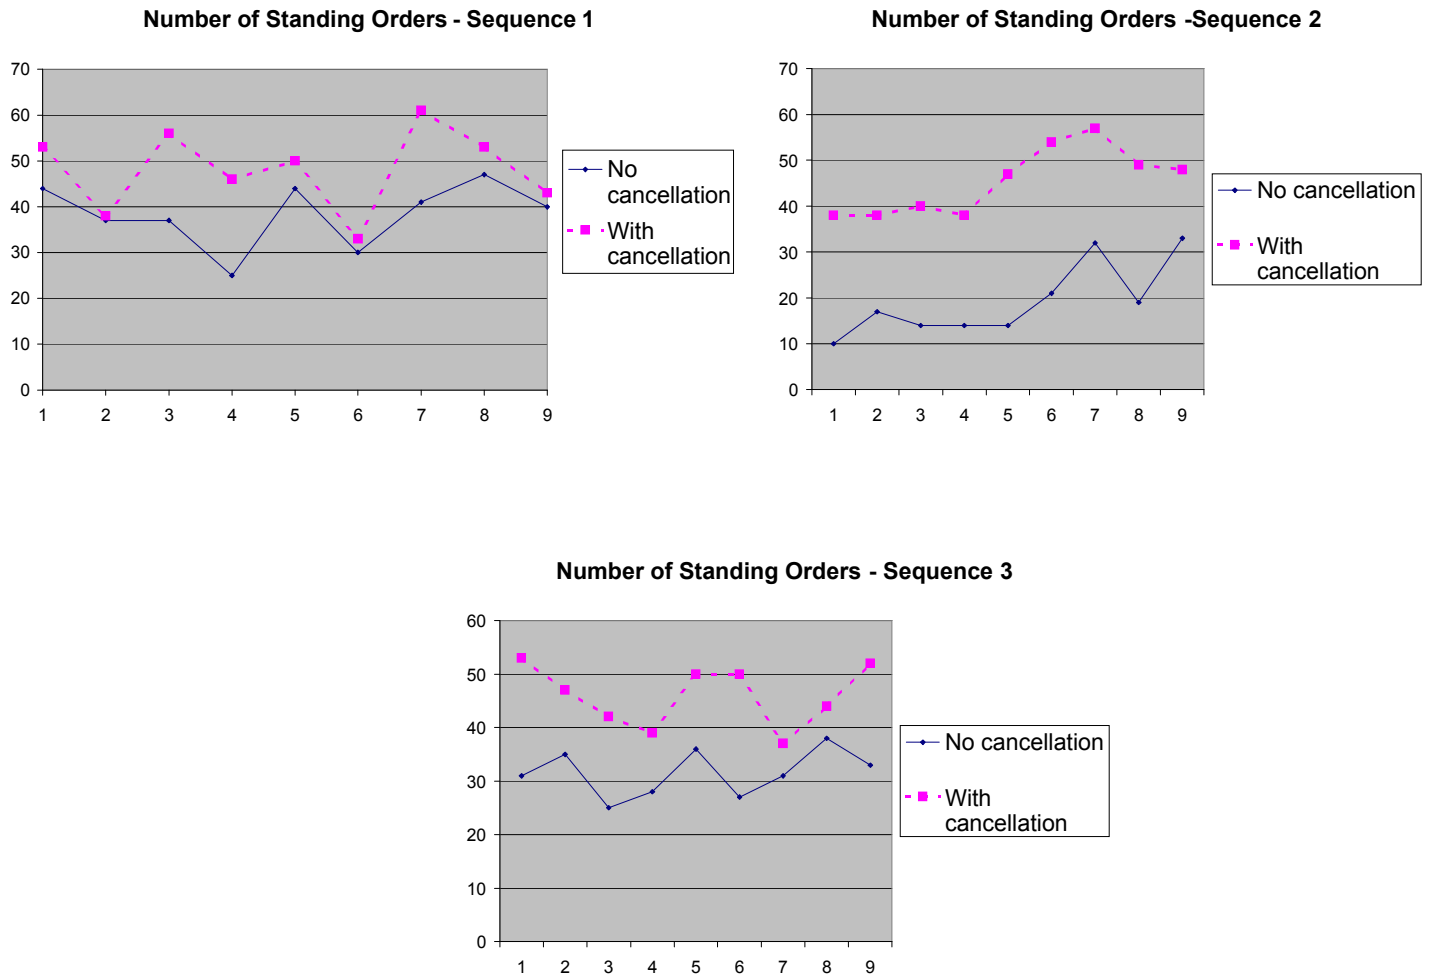 Number of Standing Orders - Sequence 1
70
60
50
40
30
20
10
0
1 2 3 4 5 6 7 8 9
No
cancellation
With
cancellation
Number of Standing Orders -Sequence 2
70
60
50
40
30
20
10
0
1 2 3 4 5 6 7 8 9
No cancellation
With
cancellation
Number of Standing Orders - Sequence 3
60
50
40
30
20
10
0
1 2 3 4 5 6 7 8 9
No cancellation
With
cancellation